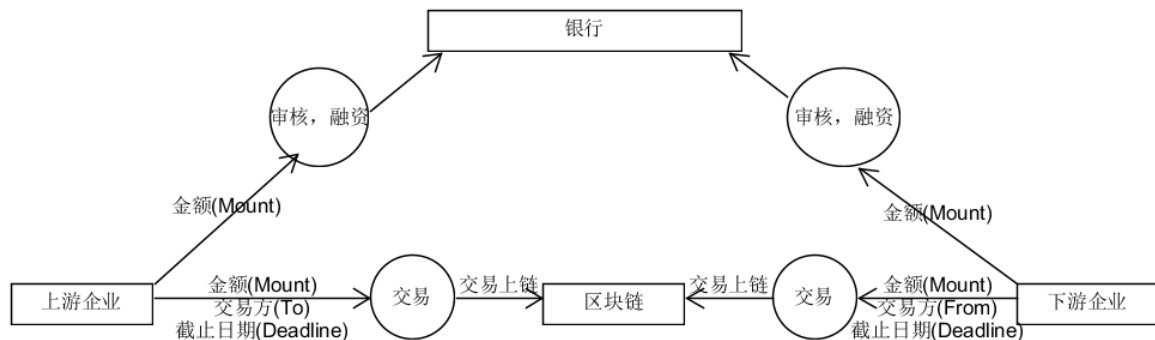 银行
审核，融资
审核，融资
金额(Mount)
金额(Mount)
上游企业
金额(Mount)
交易方(To)
截止日期(Deadline)
交易
交易上链
区块链
交易上链
交易
金额(Mount)
交易方(From)
截止日期(Deadline)
下游企业